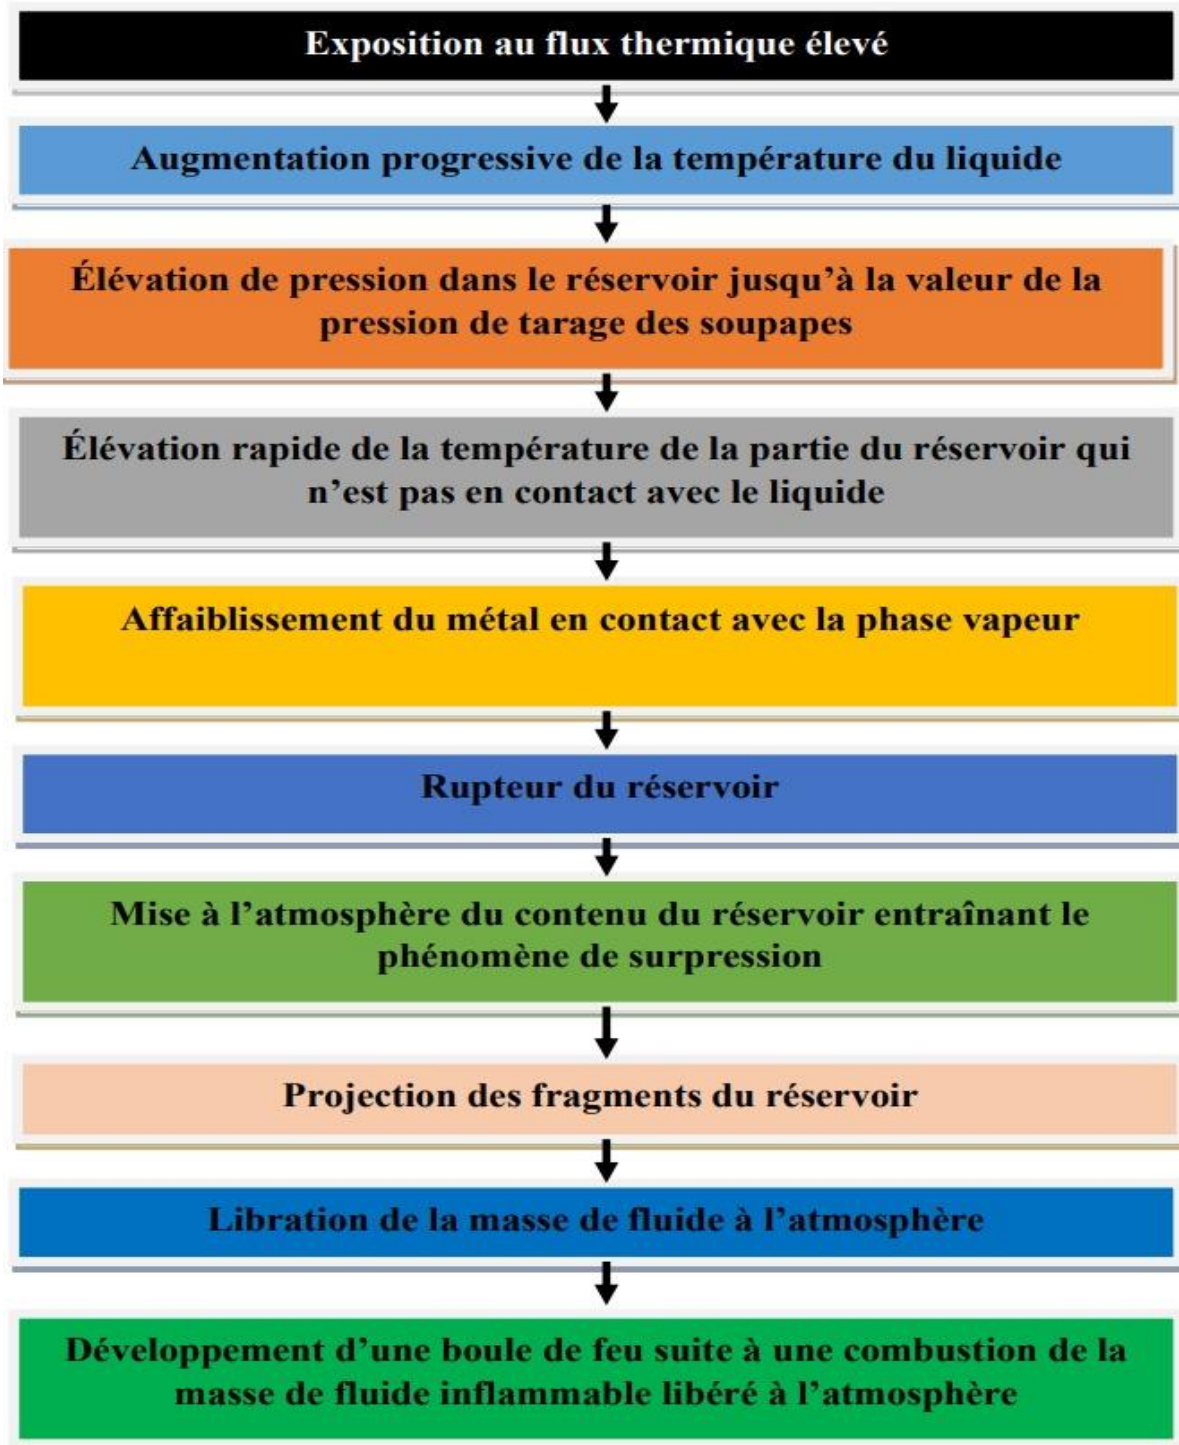 Exposition au flux thermique élevé
Augmentation progressive de la température du liquide
Élévation de pression dans le réservoir jusqu’à la valeur de la
pression de tarage des soupapes
Élévation rapide de la température de la partie du réservoir qui
n’est pas en contact avec le liquide
Affaiblissement du métal en contact avec la phase vapeur
Rupteur du réservoir
Mise à l’atmosphère du contenu du réservoir entraînant le
phénomène de surpression
Projection des fragments du réservoir
Libration de la masse de fluide à l’atmosphère
Développement d’une boule de feu suite à une combustion de la
masse de fluide inflammable libéré à l’atmosphère